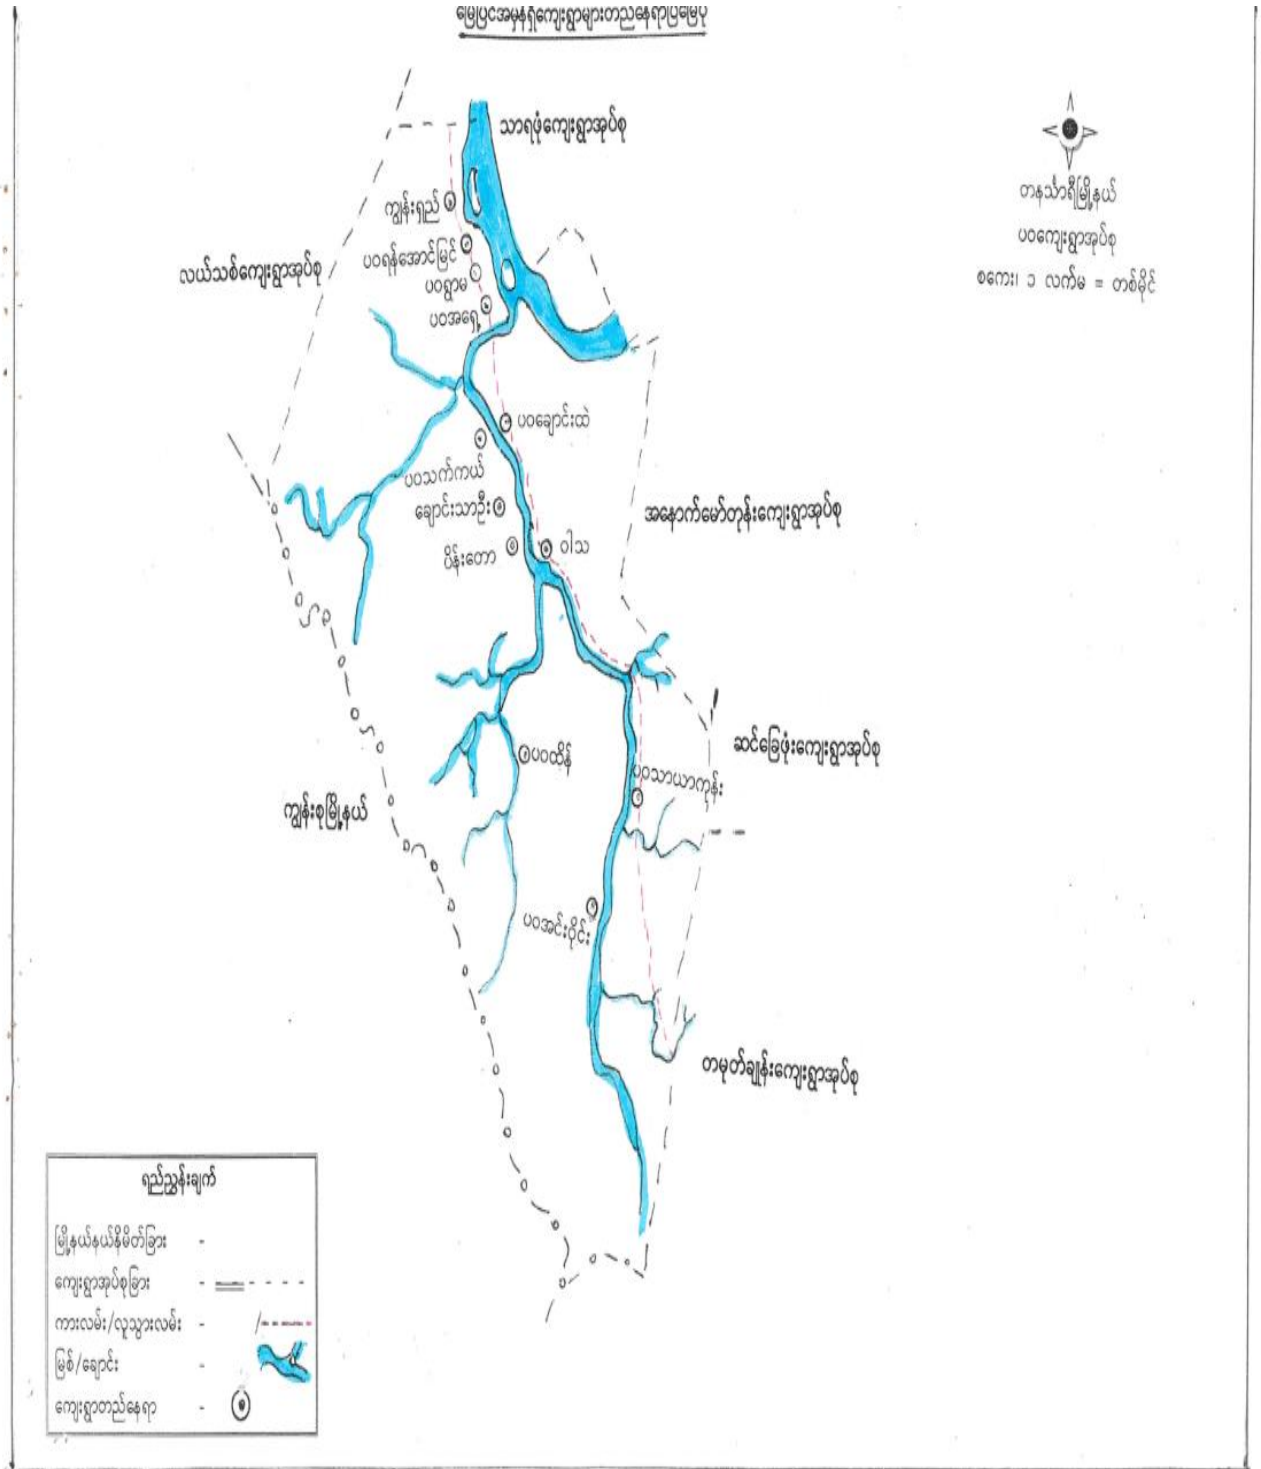 မြေပြင်အမှန်ရှိကျေးရွာများတည်နေရာပြမြေပုံ
သာရဖုံကျေးရွာအုပ်စု
တနင်္သာရီမြို့နယ်
ပဝကျေးရွာအုပ်စု
စကေး၊ ၁ လက်မ = တစ်မိုင်
ကျွန်းရှည်
ပဝရန်အောင်မြင်
လယ်သစ်ကျေးရွာအုပ်စု
ပဝရွာမ
ပဝအရှေ့
ပဝချောင်းထဲ
ပဝသက်ကယ်
ချောင်းသာဦး
အနောက်မော်တုန်းကျေးရွာအုပ်စု
ပိန်းတော
ဝါသ
ဆင်ခြေဖုံးကျေးရွာအုပ်စု
ပဝထိန်
ပဝသာယာကုန်း
ကျွန်းစုမြို့နယ်
ပဝအင်းဝိုင်း
တမုတ်ချုန်းကျေးရွာအုပ်စု
ရည်ညွှန်းချက်
မြို့နယ်နယ်နိမိတ်ခြား -
ကျေးရွာအုပ်စုခြား -
ကားလမ်း/လူသွားလမ်း -
မြစ်/ချောင်း -
ကျေးရွာတည်နေရာ -